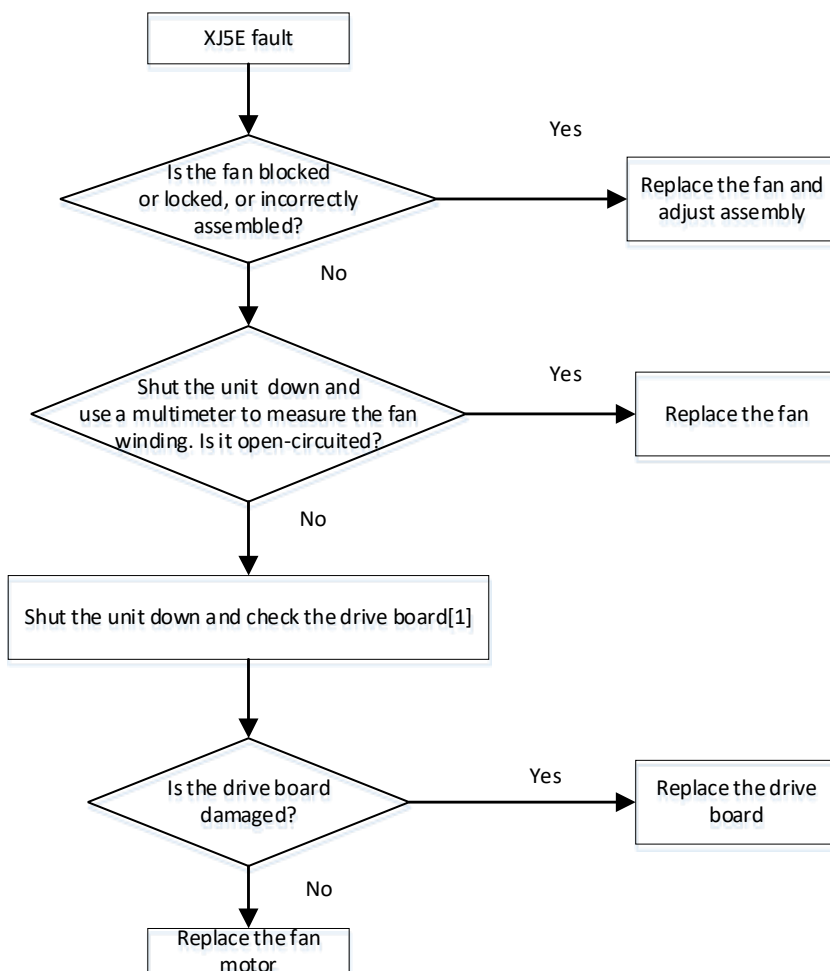 XJ5E fault
Yes
Is the fan blocked
or locked, or incorrectly
assembled?
Replace the fan and
adjust assembly
No
Shut the unit down and
use a multimeter to measure the fan
winding. Is it open-circuited?
Yes
Replace the fan
No
Shut the unit down and check the drive board[1]
Is the drive board
damaged?
Yes
Replace the drive
board
No
Replace the fan
motor